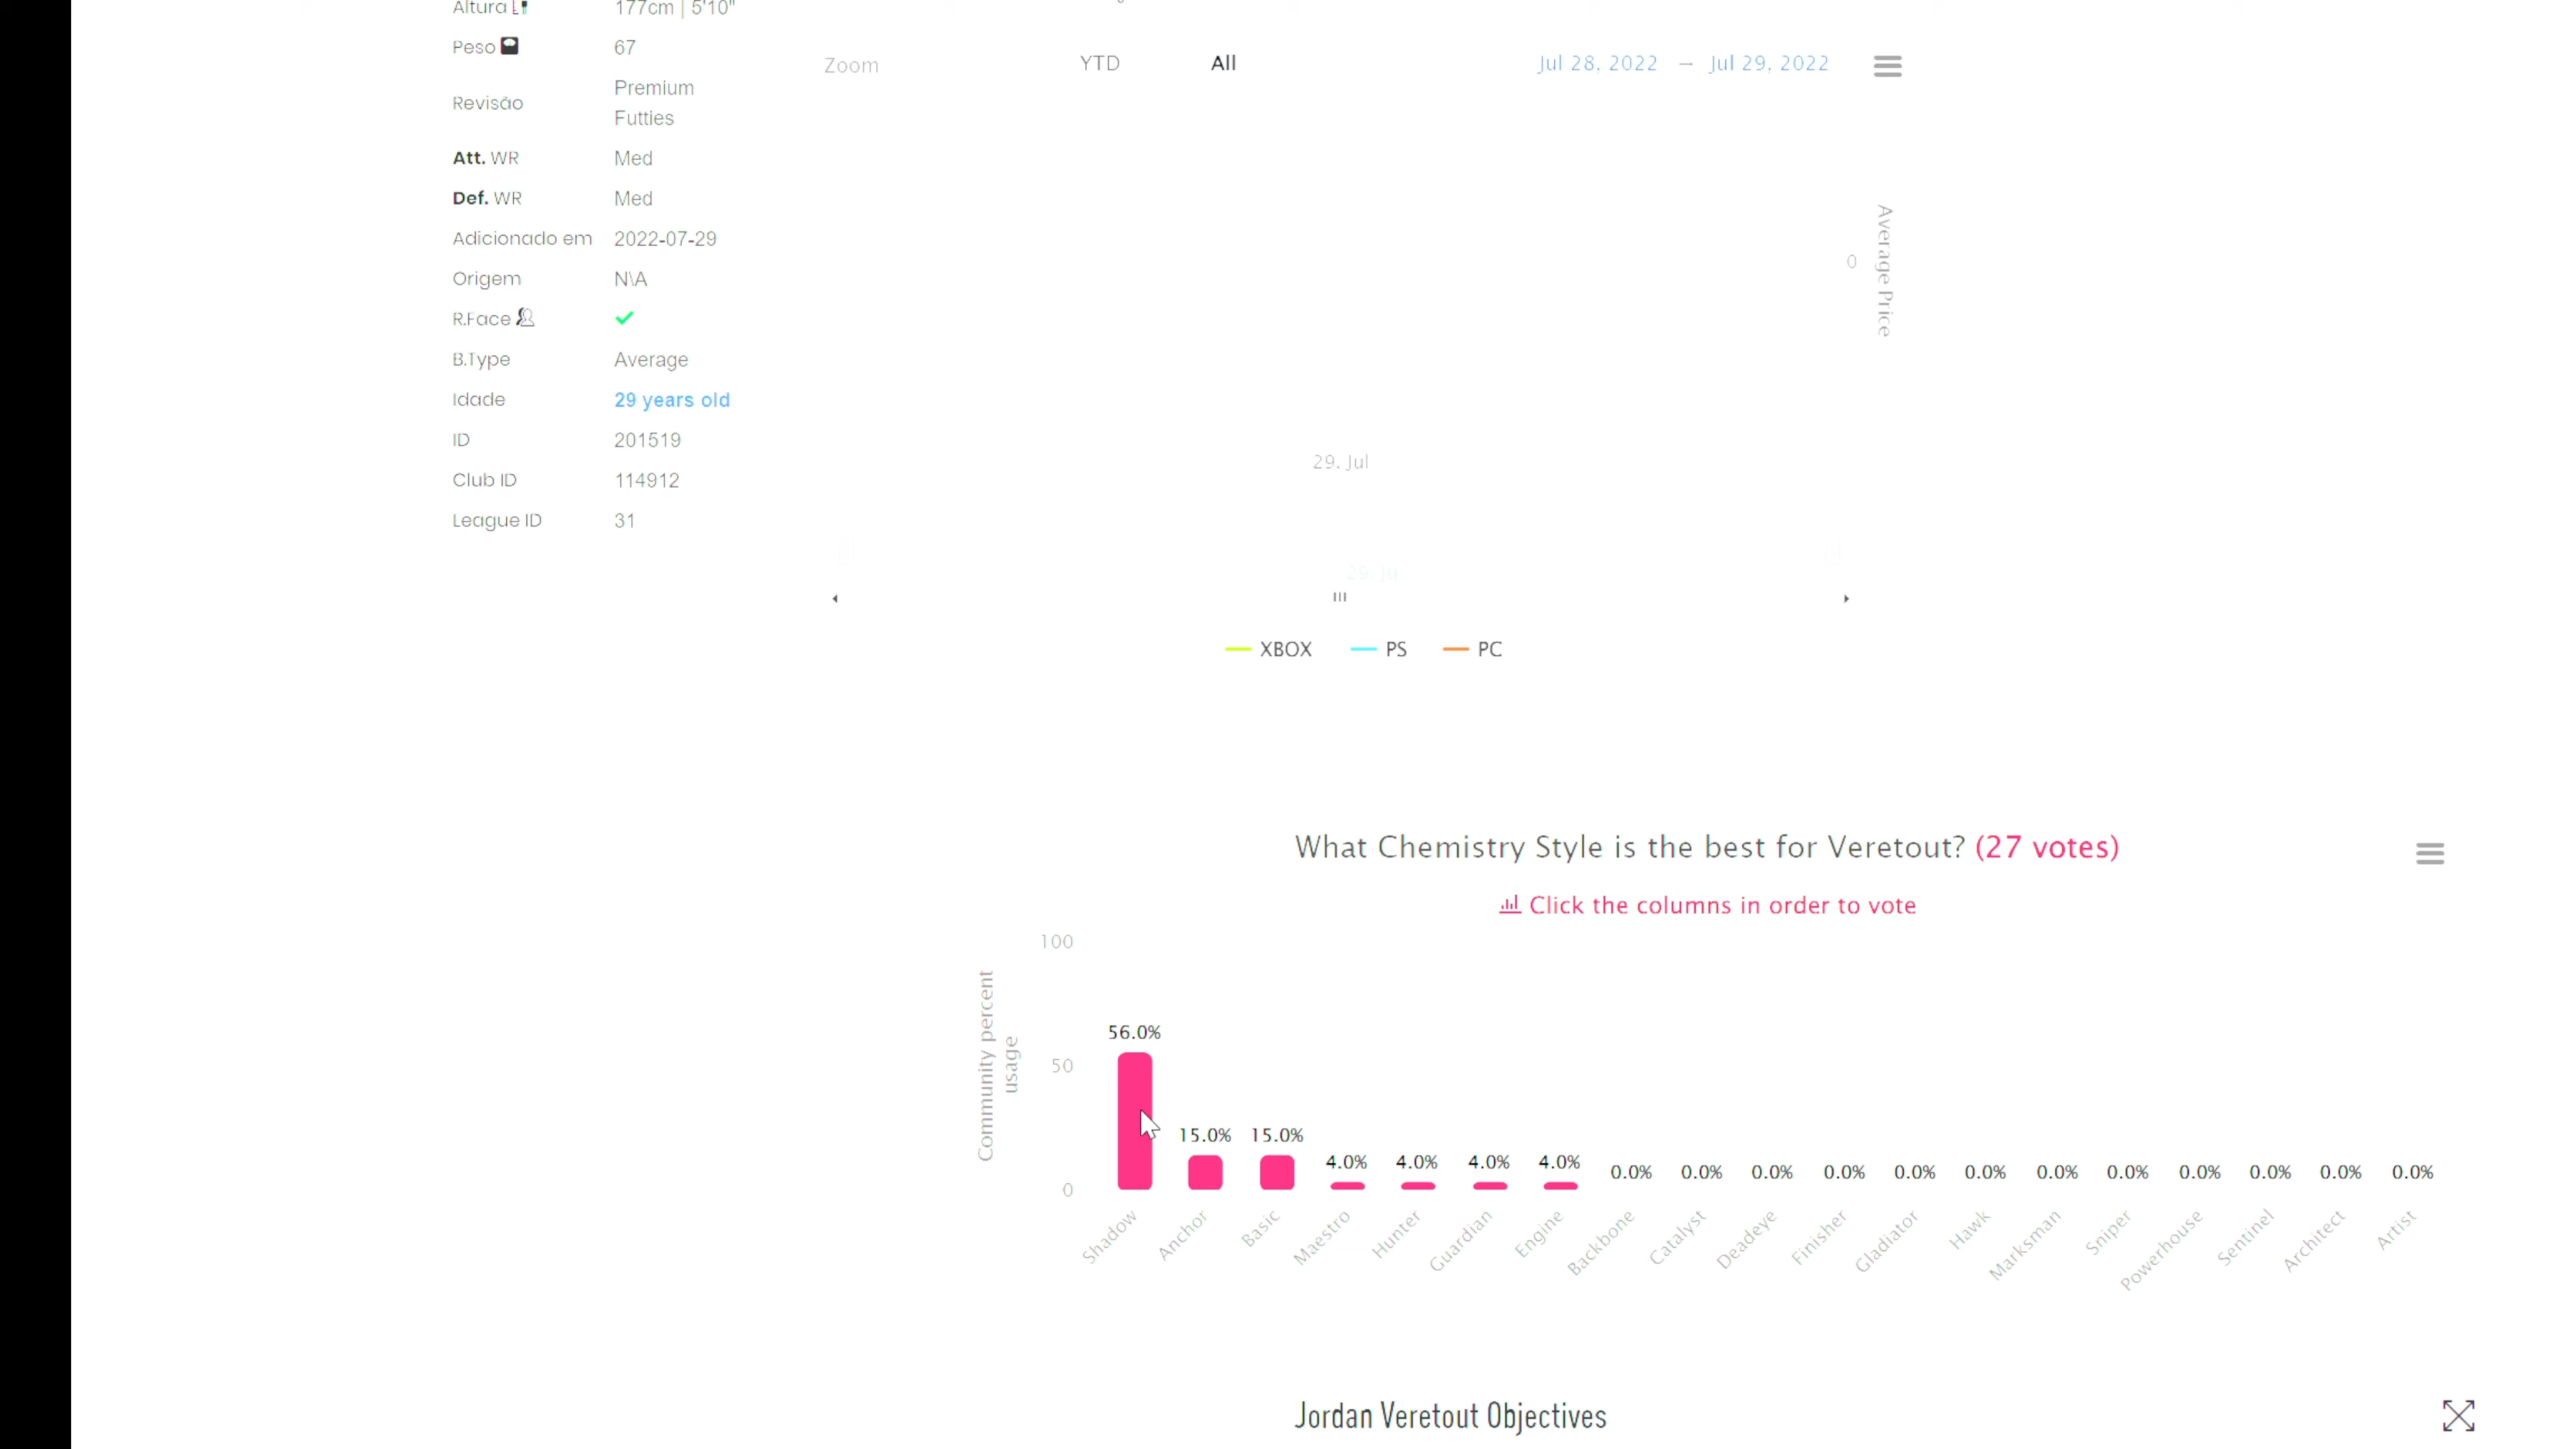 Altura 177cm | 5'10"
Peso 67
Revisão Premium
Futties
Att. WR Med
Def. WR Med
Adicionado em 2022-07-29
Origem N\A
R.Face
B.Type Average
Idade 29 years old
ID 201519
Club ID 114912
League ID 31
Zoom YTD All Jul 28, 2022 → Jul 29, 2022
0
Average Price
29. Jul
XBOX PS PC
What Chemistry Style is the best for Veretout? (27 votes)
Click the columns in order to vote
Community percent
usage
100
50
0
56.0% 15.0% 15.0% 4.0% 4.0% 4.0% 4.0% 0.0% 0.0% 0.0% 0.0% 0.0% 0.0% 0.0% 0.0% 0.0% 0.0% 0.0% 0.0%
Shadow Anchor Basic Maestro Hunter Guardian Engine Backbone Catalyst Deadeye Finisher Gladiator Hawk Marksman Sniper Powerhouse Sentinel Architect Artist
Jordan Veretout Objectives